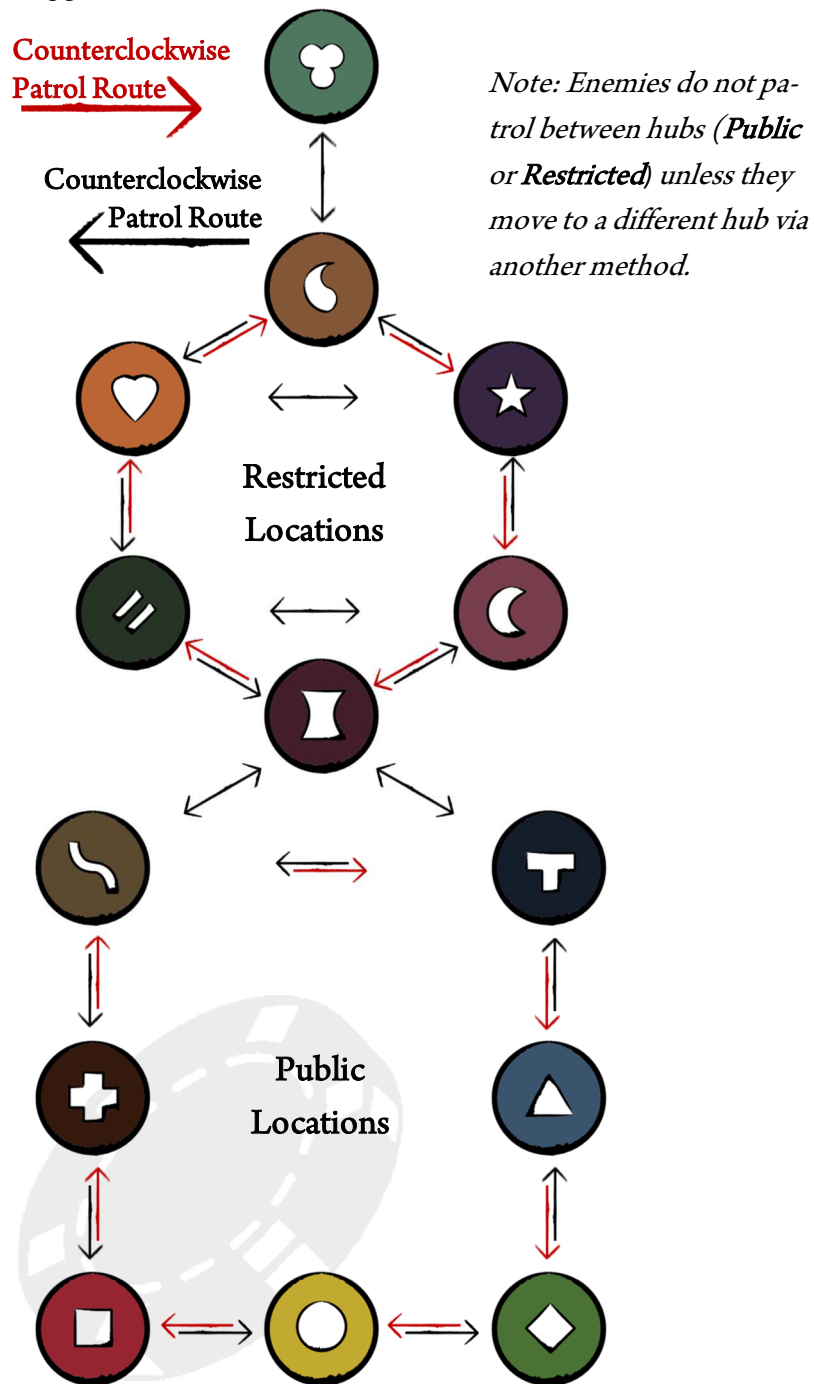 Counterclockwise
Patrol Route
Note: Enemies do not pa-
trol between hubs (Public
or Restricted) unless they
move to a different hub via
another method.
Counterclockwise
Patrol Route
Restricted
Locations
Public
Locations